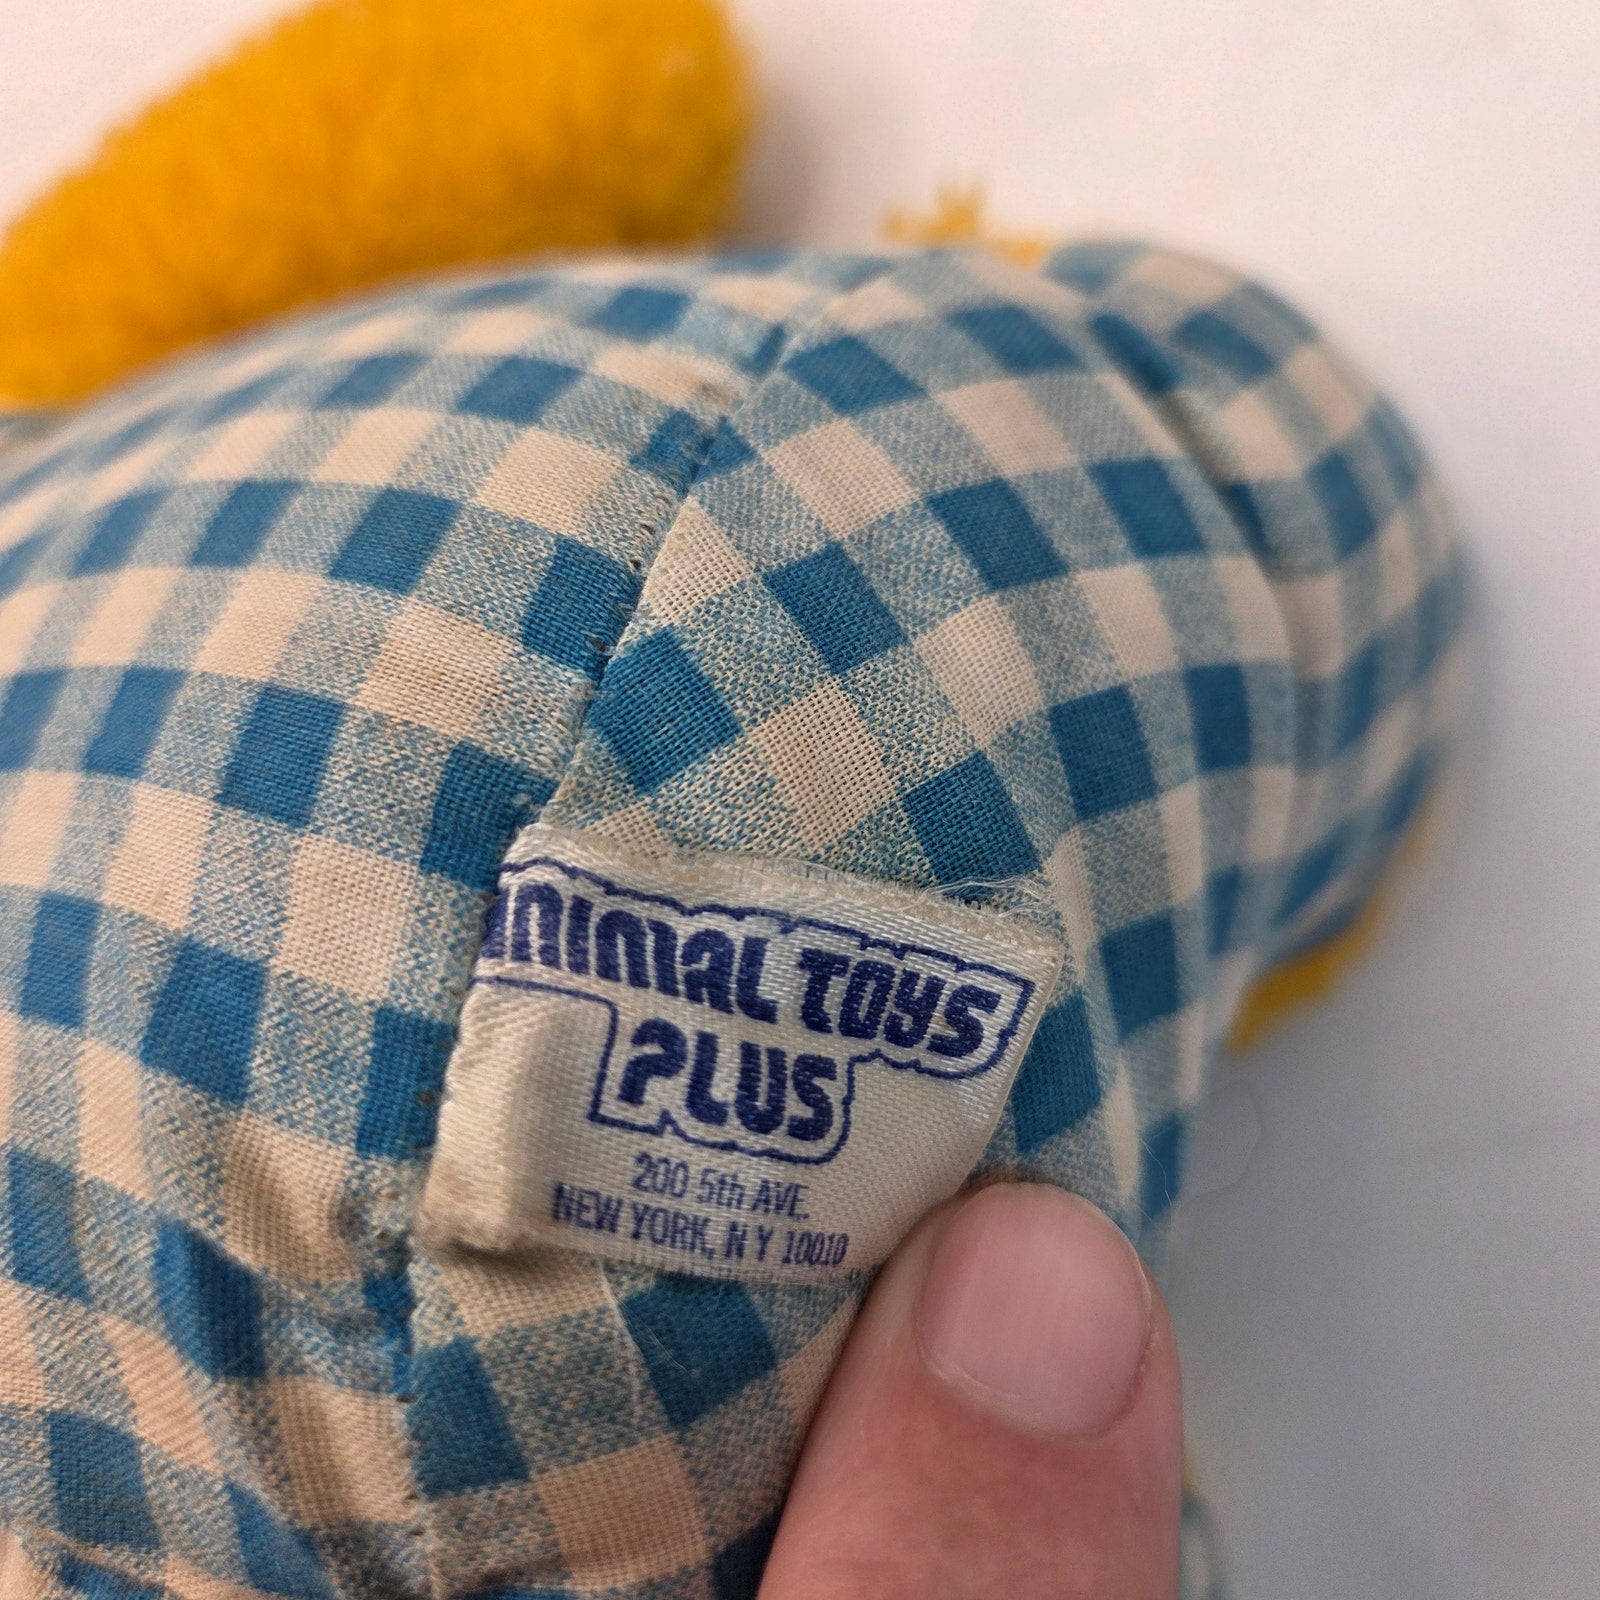 ANIMAL TOYS
PLUS
200 5th AVE.
NEW YORK, N Y 10010